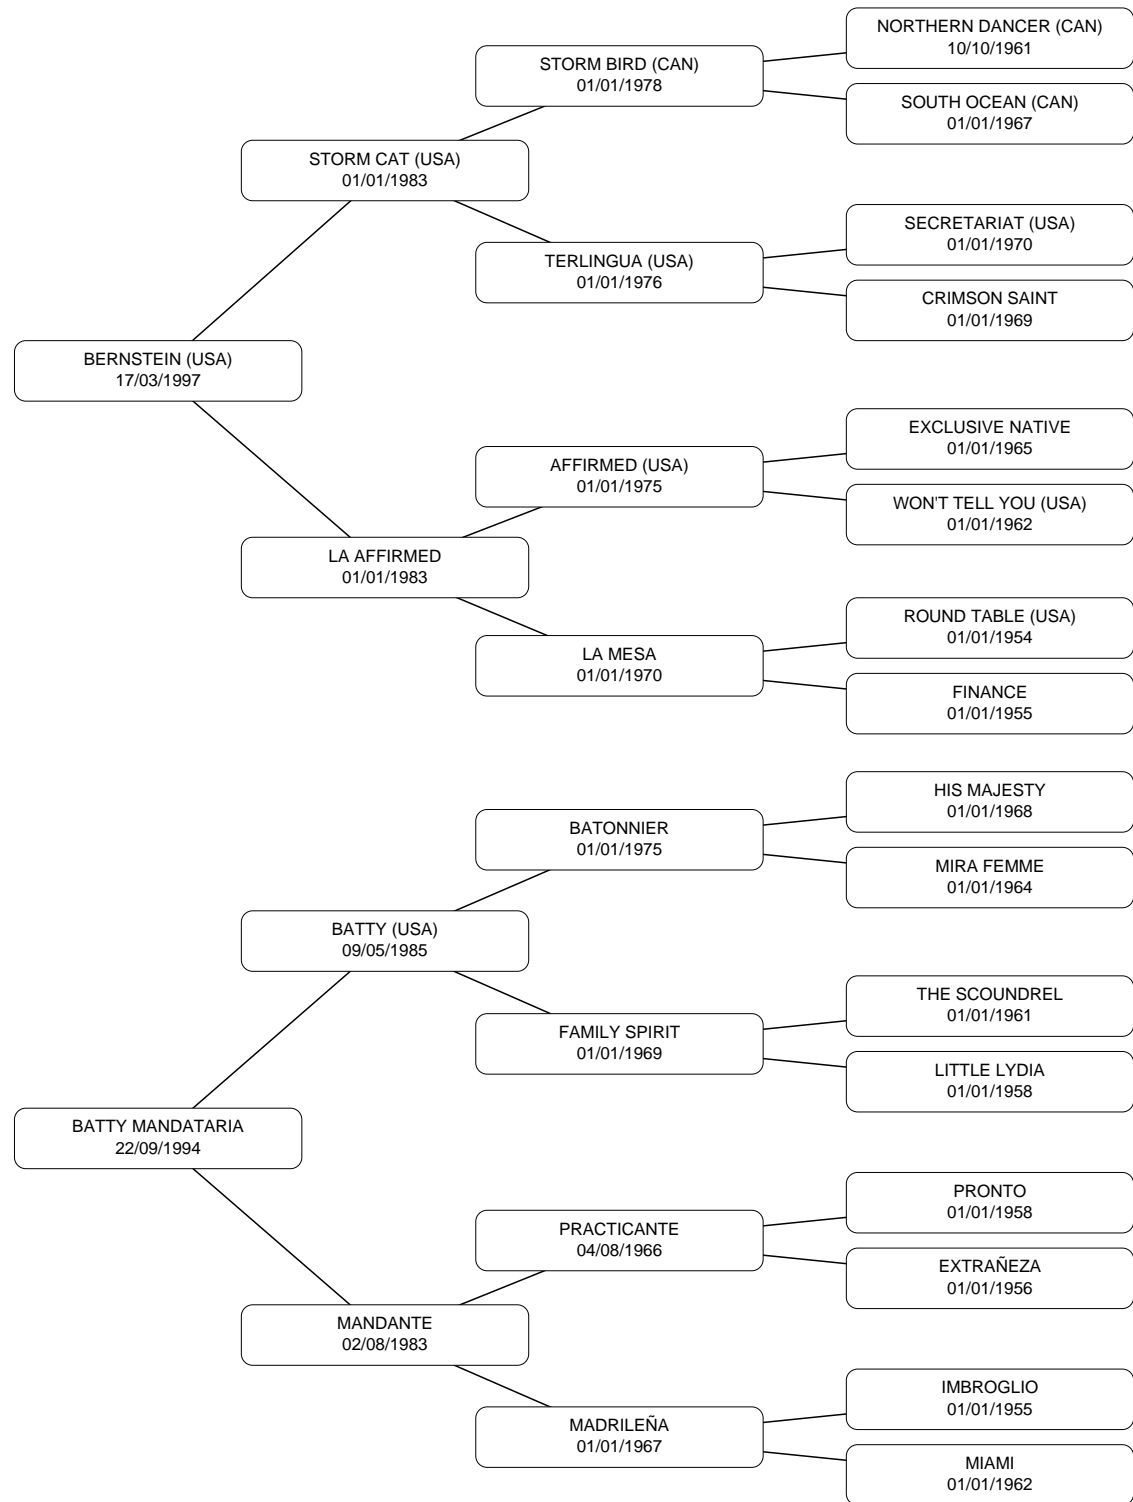 NORTHERN DANCER (CAN)
10/10/1961
STORM BIRD (CAN)
01/01/1978
SOUTH OCEAN (CAN)
01/01/1967
STORM CAT (USA)
01/01/1983
SECRETARIAT (USA)
01/01/1970
TERLINGUA (USA)
01/01/1976
CRIMSON SAINT
01/01/1969
BERNSTEIN (USA)
17/03/1997
EXCLUSIVE NATIVE
01/01/1965
AFFIRMED (USA)
01/01/1975
WON'T TELL YOU (USA)
01/01/1962
LA AFFIRMED
01/01/1983
ROUND TABLE (USA)
01/01/1954
LA MESA
01/01/1970
FINANCE
01/01/1955
HIS MAJESTY
01/01/1968
BATONNIER
01/01/1975
MIRA FEMME
01/01/1964
BATTY (USA)
09/05/1985
THE SCOUNDREL
01/01/1961
FAMILY SPIRIT
01/01/1969
LITTLE LYDIA
01/01/1958
BATTY MANDATARIA
22/09/1994
PRONTO
01/01/1958
PRACTICANTE
04/08/1966
EXTRAÑEZA
01/01/1956
MANDANTE
02/08/1983
IMBROGLIO
01/01/1955
MADRILEÑA
01/01/1967
MIAMI
01/01/1962